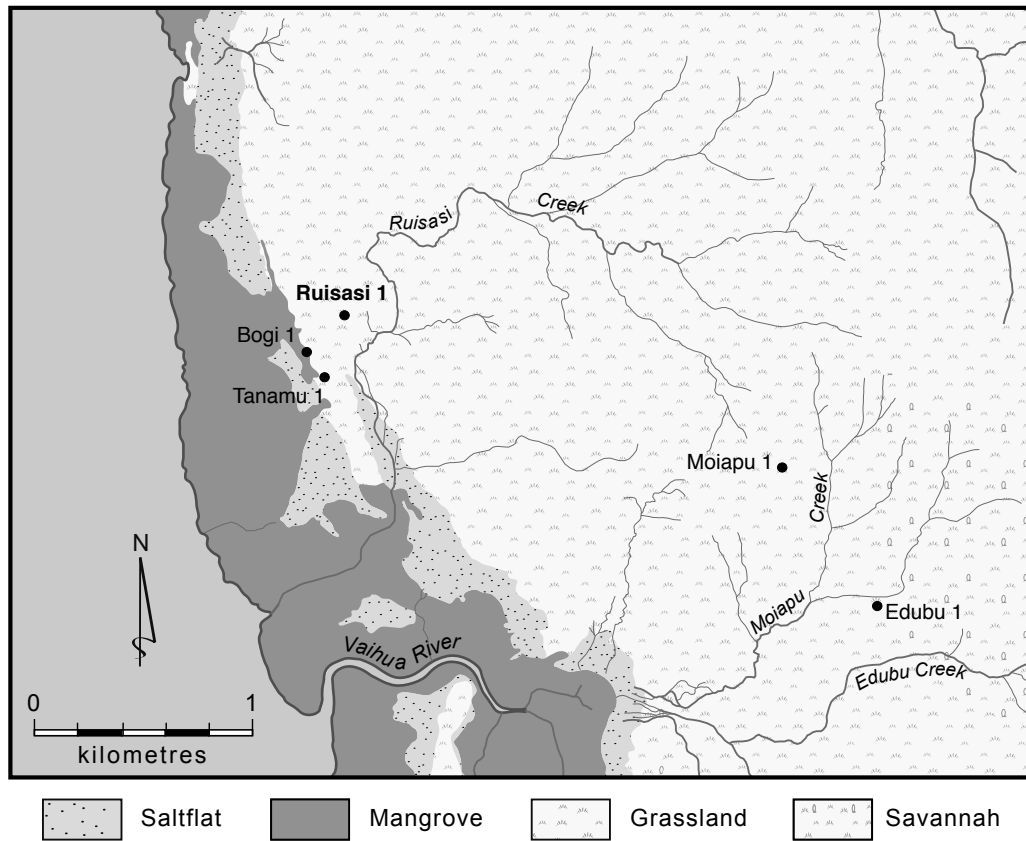 Creek
Ruisasi
Ruisasi 1
Bogi 1
Tanamu 1
Moiapu 1
Creek
Moiapu
Edubu 1
N
Vaihua River
Edubu Creek
0 1
kilometres
Saltflat Mangrove Grassland Savannah